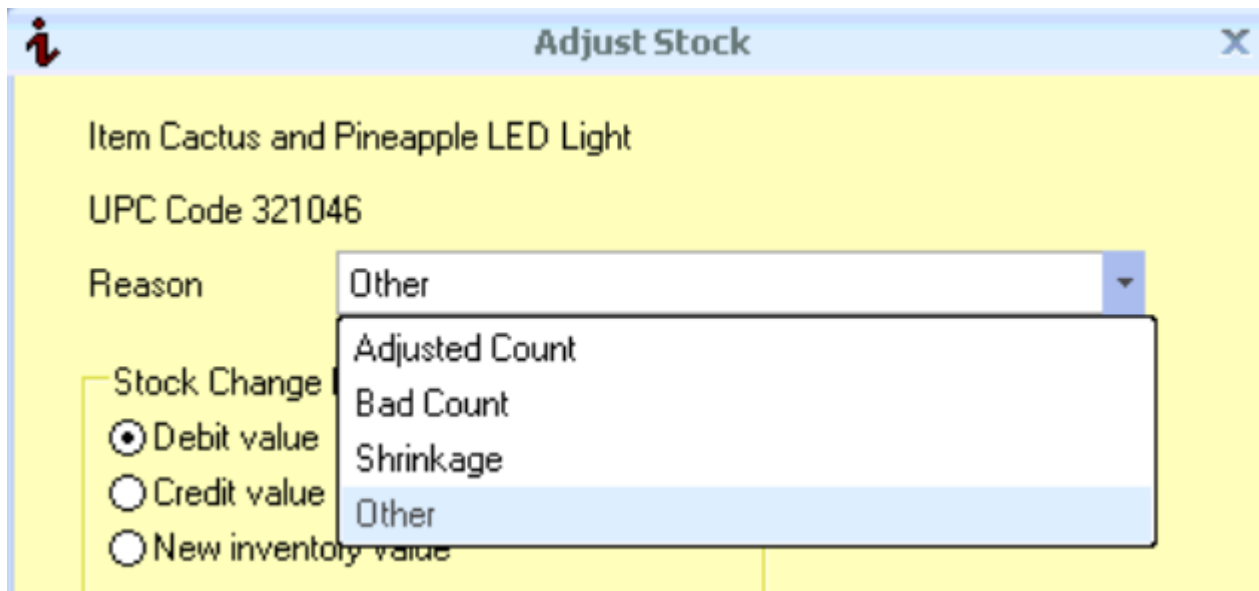 Adjust Stock
Item Cactus and Pineapple LED Light
UPC Code 321046
Reason
Other
Adjusted Count
Bad Count
Shrinkage
Other
Stock Change
Debit value
Credit value
New inventory value